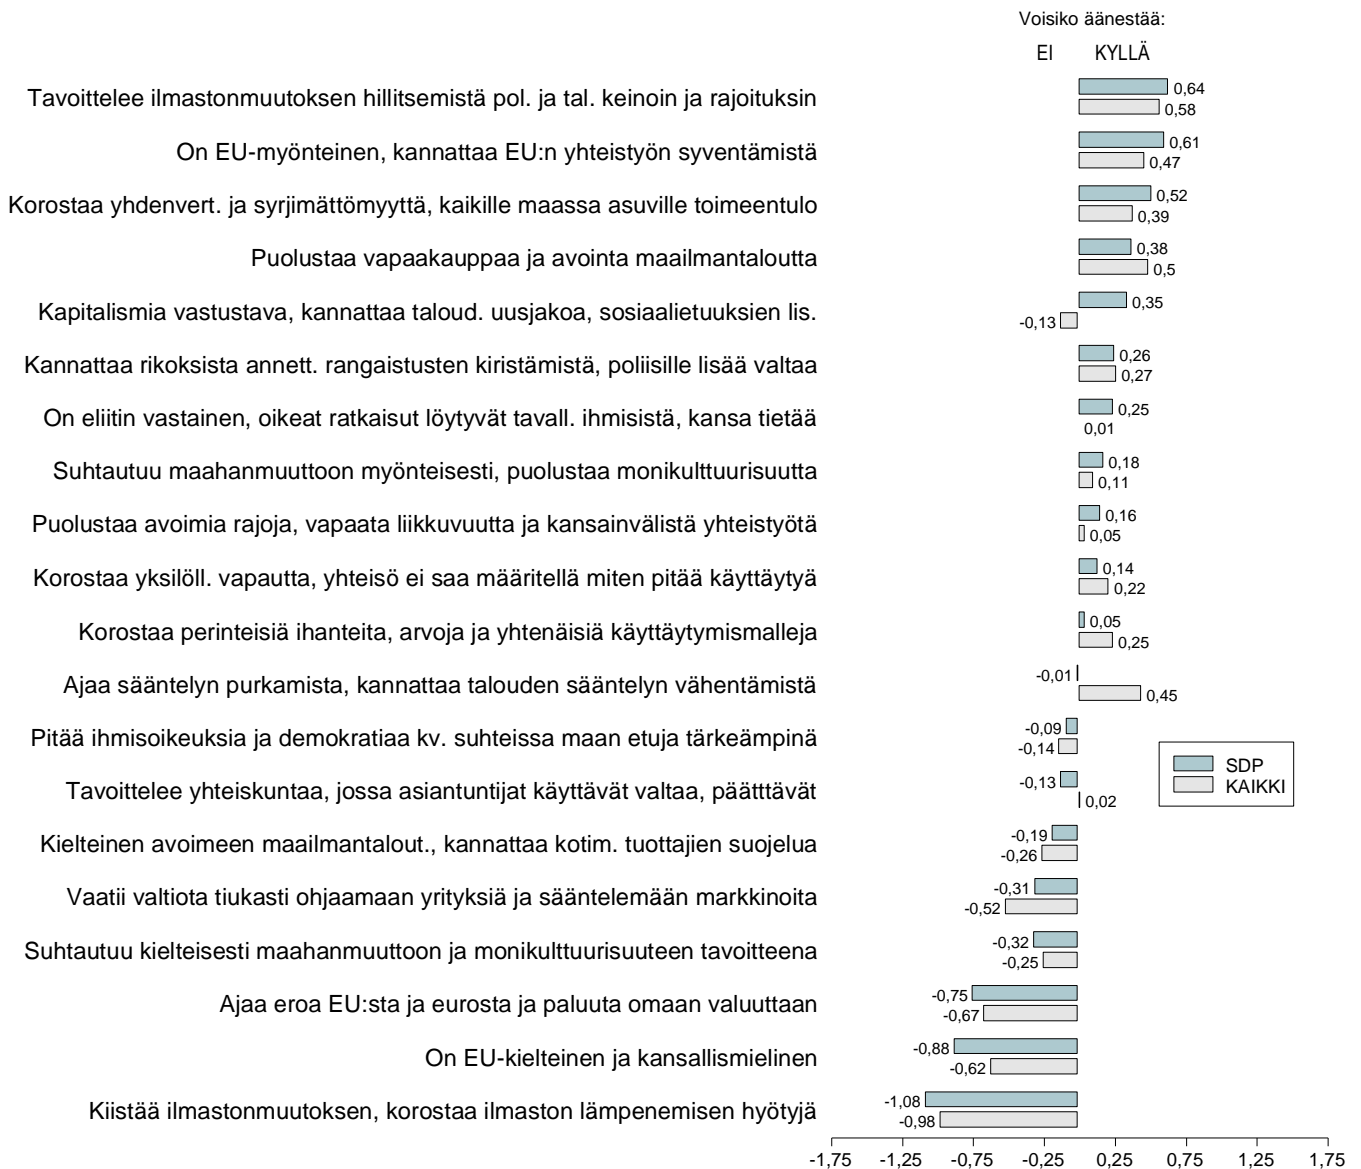 Voisiko äänestää:
EI KYLLÄ
Tavoittelee ilmastonmuutoksen hillitsemistä pol. ja tal. keinoin ja rajoituksin 0,64
0,58
On EU-myönteinen, kannattaa EU:n yhteistyön syventämistä 0,61
0,47
Korostaa yhdenvert. ja syrjimättömyyttä, kaikille maassa asuville toimeentulo 0,52
0,39
Puolustaa vapaakauppaa ja avointa maailmantaloutta 0,38
0,5
Kapitalismia vastustava, kannattaa taloud. uusjakoa, sosiaalietuuksien lis. 0,35
-0,13
Kannattaa rikoksista annett. rangaistusten kiristämistä, poliisille lisää valtaa 0,26
0,27
On eliitin vastainen, oikeat ratkaisut löytyvät tavall. ihmisistä, kansa tietää 0,25
0,01
Suhtautuu maahanmuuttoon myönteisesti, puolustaa monikulttuurisuutta 0,18
0,11
Puolustaa avoimia rajoja, vapaata liikkuvuutta ja kansainvälistä yhteistyötä 0,16
0,05
Korostaa yksilöll. vapautta, yhteisö ei saa määritellä miten pitää käyttäytyä 0,14
0,22
Korostaa perinteisiä ihanteita, arvoja ja yhtenäisiä käyttäytymismalleja 0,05
0,25
Ajaa sääntelyn purkamista, kannattaa talouden sääntelyn vähentämistä -0,01
0,45
Pitää ihmisoikeuksia ja demokratiaa kv. suhteissa maan etuja tärkeämpinä -0,09
-0,14
SDP
KAIKKI
Tavoittelee yhteiskuntaa, jossa asiantuntijat käyttävät valtaa, päätttävät -0,13
0,02
Kielteinen avoimeen maailmantalout., kannattaa kotim. tuottajien suojelua -0,19
-0,26
Vaatii valtiota tiukasti ohjaamaan yrityksiä ja sääntelemään markkinoita -0,31
-0,52
Suhtautuu kielteisesti maahanmuuttoon ja monikulttuurisuuteen tavoitteena -0,32
-0,25
Ajaa eroa EU:sta ja eurosta ja paluuta omaan valuuttaan -0,75
-0,67
On EU-kielteinen ja kansallismielinen -0,88
-0,62
Kiistää ilmastonmuutoksen, korostaa ilmaston lämpenemisen hyötyjä -1,08
-0,98
-1,75 -1,25 -0,75 -0,25 0,25 0,75 1,25 1,75